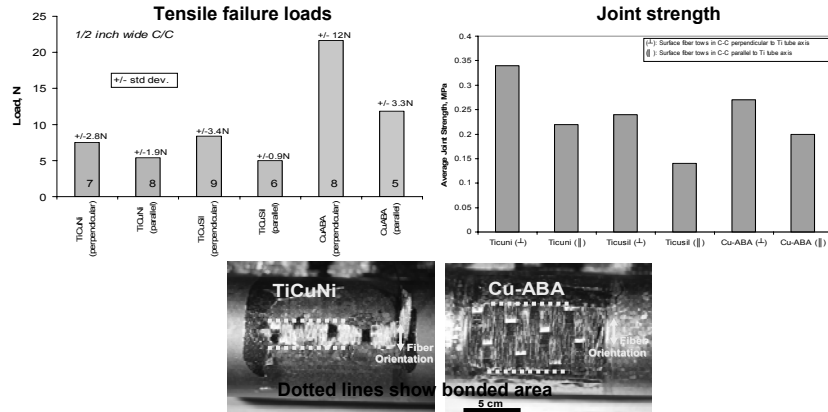 Tensile failure loads
1/2 inch wide C/C
+/- std dev.
Load, N
25
20
15
10
5
0
+/-2.8N
+/-1.9N
+/-3.4N
+/-0.9N
+/- 12N
+/- 3.3N
7
8
9
6
8
5
TiCuNi
(perpendicular)
TiCuNi
(parallel)
TiCuSil
(perpendicular)
TiCuSil
(parallel)
CuABA
(perpendicular)
CuABA
(parallel)
Joint strength
(┴): Surface fiber tows in C-C perpendicular to Ti tube axis
(‖): Surface fiber tows in C-C parallel to Ti tube axis
Average Joint Strength, MPa
0.4
0.35
0.3
0.25
0.2
0.15
0.1
0.05
0
Ticuni (┴)
Ticuni (‖)
Ticusil (┴)
Ticusil (‖)
Cu-ABA (┴)
Cu-ABA (‖)
TiCuNi
Fiber
Orientation
Cu-ABA
Fiber
Orientation
Dotted lines show bonded area
5 cm